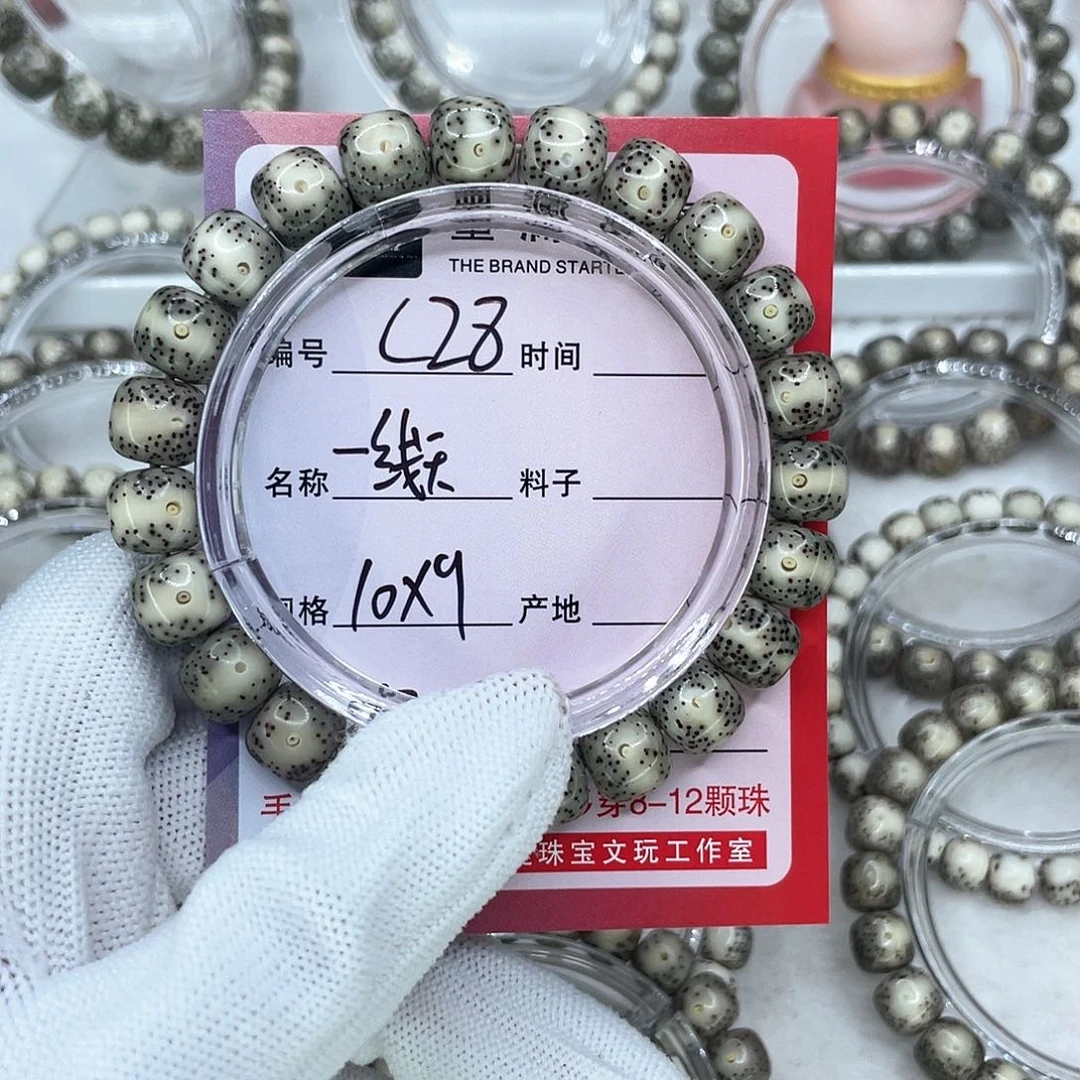 THE BRAND STARTE
编号 C28 时间
名称 一线天 料子
格 10X9 产地
穿8-12颗珠
珠宝文玩工作室